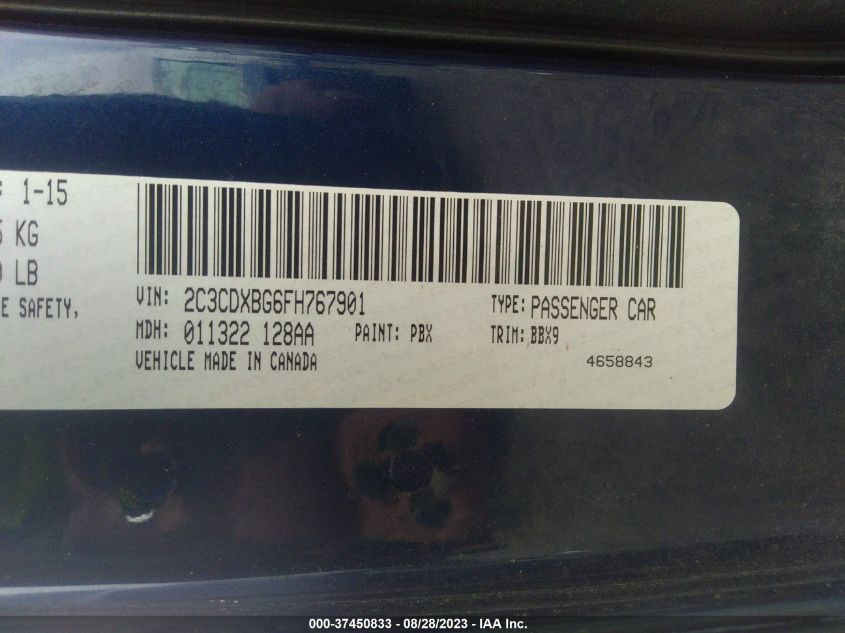 1-15
KG
LB
SAFETY,
VIN: 2C3CDXBG6FH767901 TYPE: PASSENGER CAR
MDH: 011322 128AA PAINT: PBX TRIM: BBX9
VEHICLE MADE IN CANADA 4658843
000-37450833 - 08/28/2023 - IAA Inc.